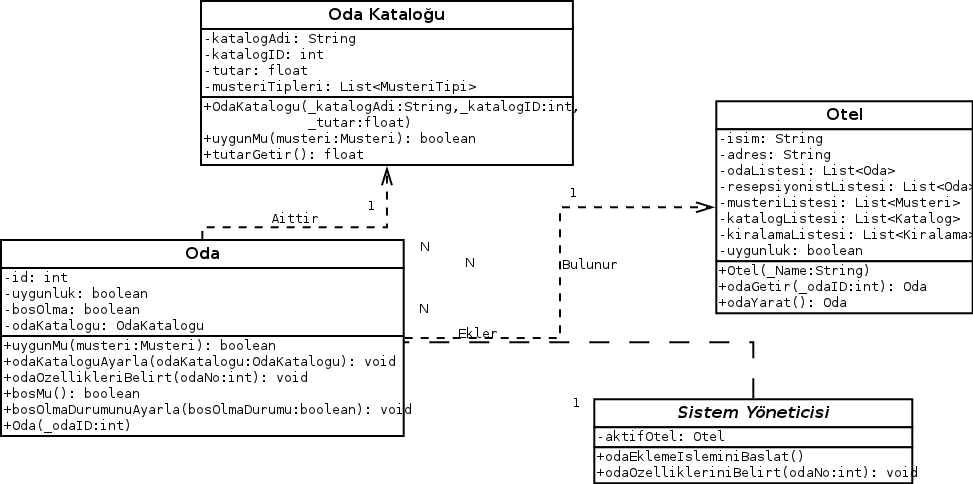 Oda Kataloğu
-katalogAdi: String
-katalogID: int
-tutar: float
-musteriTipleri: List<MusteriTipi>
+OdaKatalogu(_katalogAdi:String,_katalogID:int,
_tutar:float)
+uygunMu(musteri:Musteri): boolean
+tutarGetir(): float
Otel
-isim: String
-adres: String
-odaListesi: List<Oda>
-resepsiyonistListesi: List<Oda>
-musteriListesi: List<Musteri>
-katalogListesi: List<Katalog>
-kiralamaListesi: List<Kiralama>
-uygunluk: boolean
+Otel(_Name:String)
+odaGetir(_odaID:int): Oda
+odaYarat(): Oda
1
Aittir
1
N
N
Bulunur
N
Ekler
Oda
-id: int
-uygunluk: boolean
-bosOlma: boolean
-odaKatalogu: OdaKatalogu
+uygunMu(musteri:Musteri): boolean
+odaKataloguAyarla(odaKatalogu:OdaKatalogu): void
+odaOzellikleriBelirt(odaNo:int): void
+bosMu(): boolean
+bosOlmaDurumunuAyarla(bosOlmaDurumu:boolean): void
+Oda(_odaID:int)
1
Sistem Yöneticisi
-aktifOtel: Otel
+odaEklemeIsleminiBaslat()
+odaOzellikleriniBelirt(odaNo:int): void